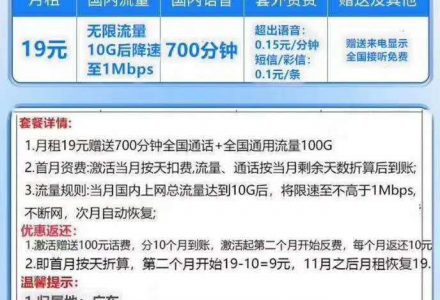 月租 国内流量 国内语音 套外资费 赠送及其他
19元
无限流量
10G后降速
至1Mbps
700分钟
超出语音:
0.15元/分钟
短信/彩信:
0.1元/条
赠送来电显示
全国接听免费
套餐详情:
1.月租19元赠送700分钟全国通话+全国通用流量100G
2.首月资费:激活当月按天扣费,流量、通话按当月剩余天数折算后到账;
3.流量规则:当月国内上网总流量达到10G后，将限速至不高于1Mbps,
不断网，次月自动恢复;
优惠返还:
1.激活赠送100元话费，分10个月到账，激活起第二个月开始反费，每个月返还10元
2.即首月按天折算，第二个月开始19-10=9元，11月之后月租恢复19
温馨提示:
1.归属地:广东